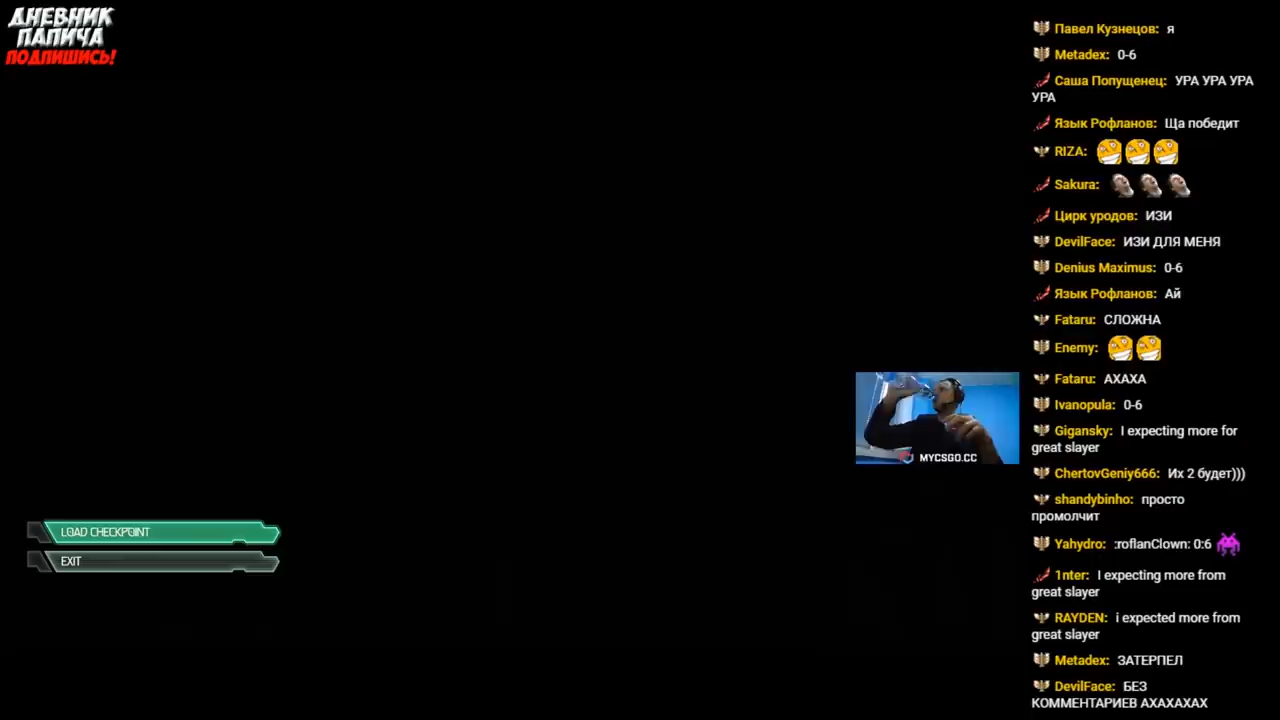 ДНЕВНИК
ПАПИЧА
ПОДПИШИСЬ!
Павел Кузнецов: я
Metadex: 0-6
Саша Попущенец: УРА УРА УРА
УРА
Язык Рофланов: Ща победит
RIZA:
Sakura:
Цирк уродов: ИЗИ
DevilFace: ИЗИ ДЛЯ МЕНЯ
Denius Maximus: 0-6
Язык Рофланов: Ай
Fataru: СЛОЖНА
Enemy:
Fataru: АХАХА
Ivanopula: 0-6
Gigansky: I expecting more for
great slayer
ChertovGeniy666: Их 2 будет)))
shandybinho: просто
промолчит
Yahydro: :roflanClown: 0:6
1nter: I expecting more from
great slayer
RAYDEN: i expected more from
great slayer
Metadex: ЗАТЕРПЕЛ
DevilFace: БЕЗ
КОММЕНТАРИЕВ АХАХАХАХ
MYCSGO.CC
LOAD CHECKPOINT
EXIT